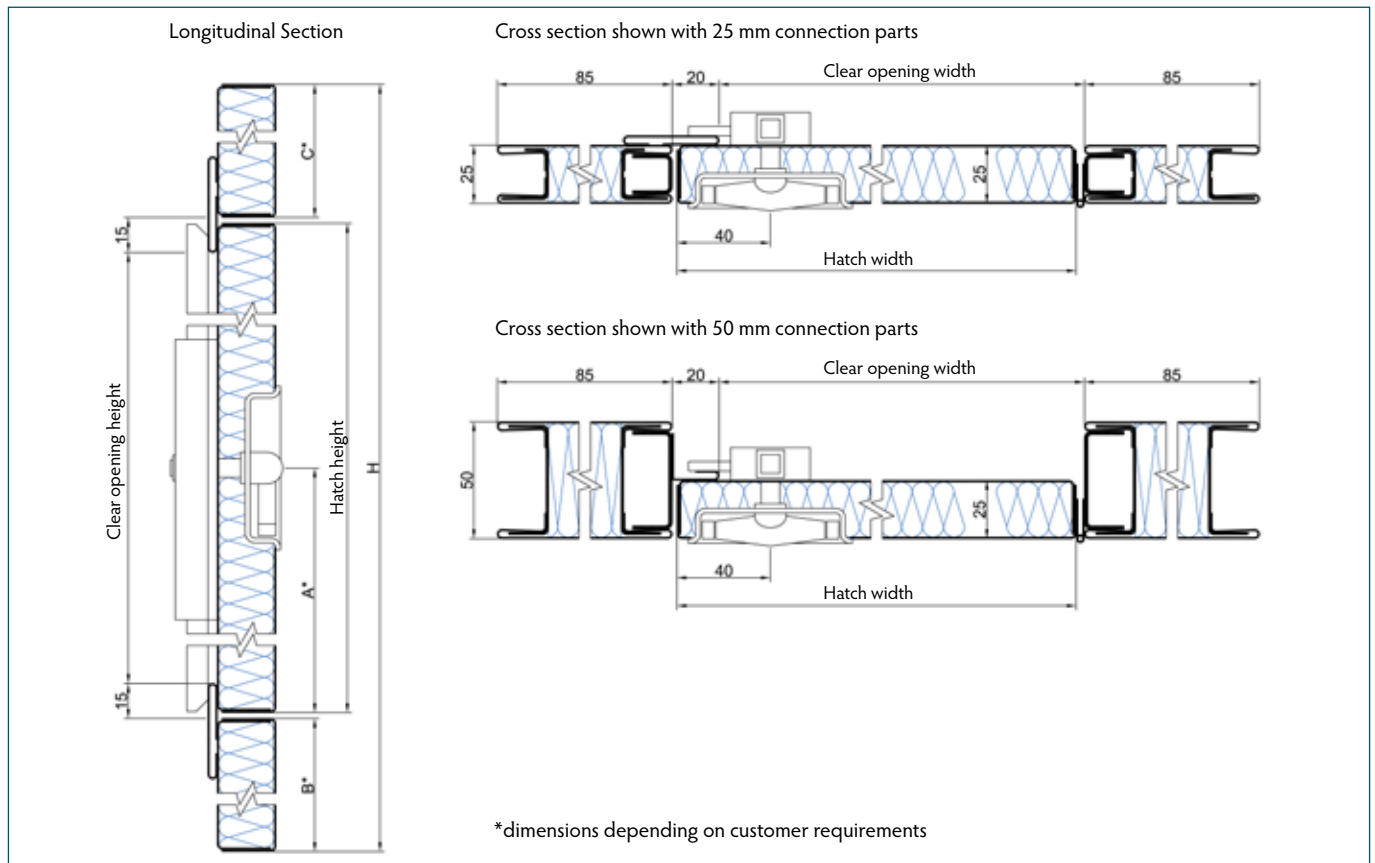 Longitudinal Section
Cross section shown with 25 mm connection parts
85
20
Clear opening width
85
25
25
40
Hatch width
C*
15
Clear opening height
Hatch height
H
A*
15
B*
Cross section shown with 50 mm connection parts
85
20
Clear opening width
85
50
25
40
Hatch width
*dimensions depending on customer requirements